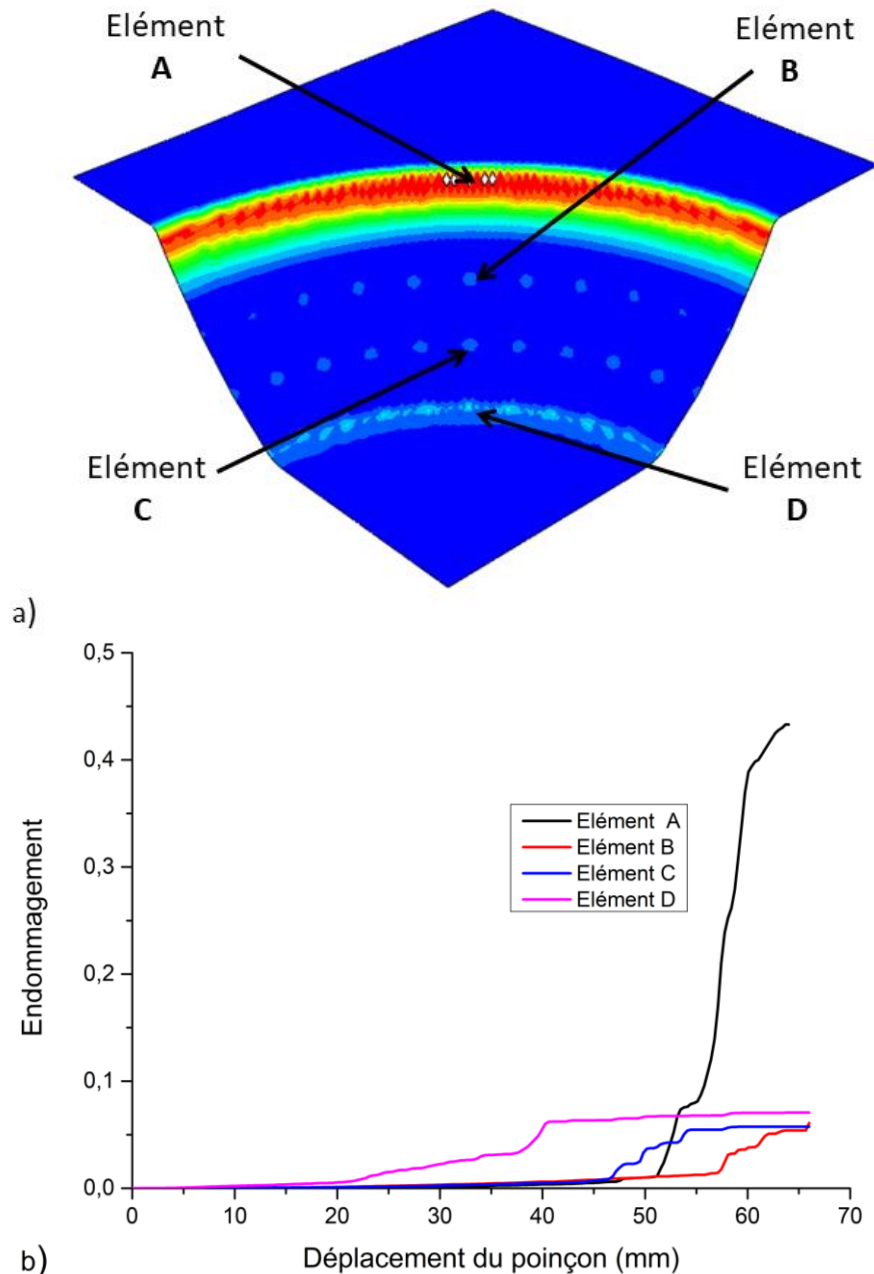 Elément
A
Elément
B
Elément
C
Elément
D
a)
0,5
0,4
0,3
0,2
0,1
0,0
Endommagement
Elément A
Elément B
Elément C
Elément D
0 10 20 30 40 50 60 70
Déplacement du poinçon (mm)
b)